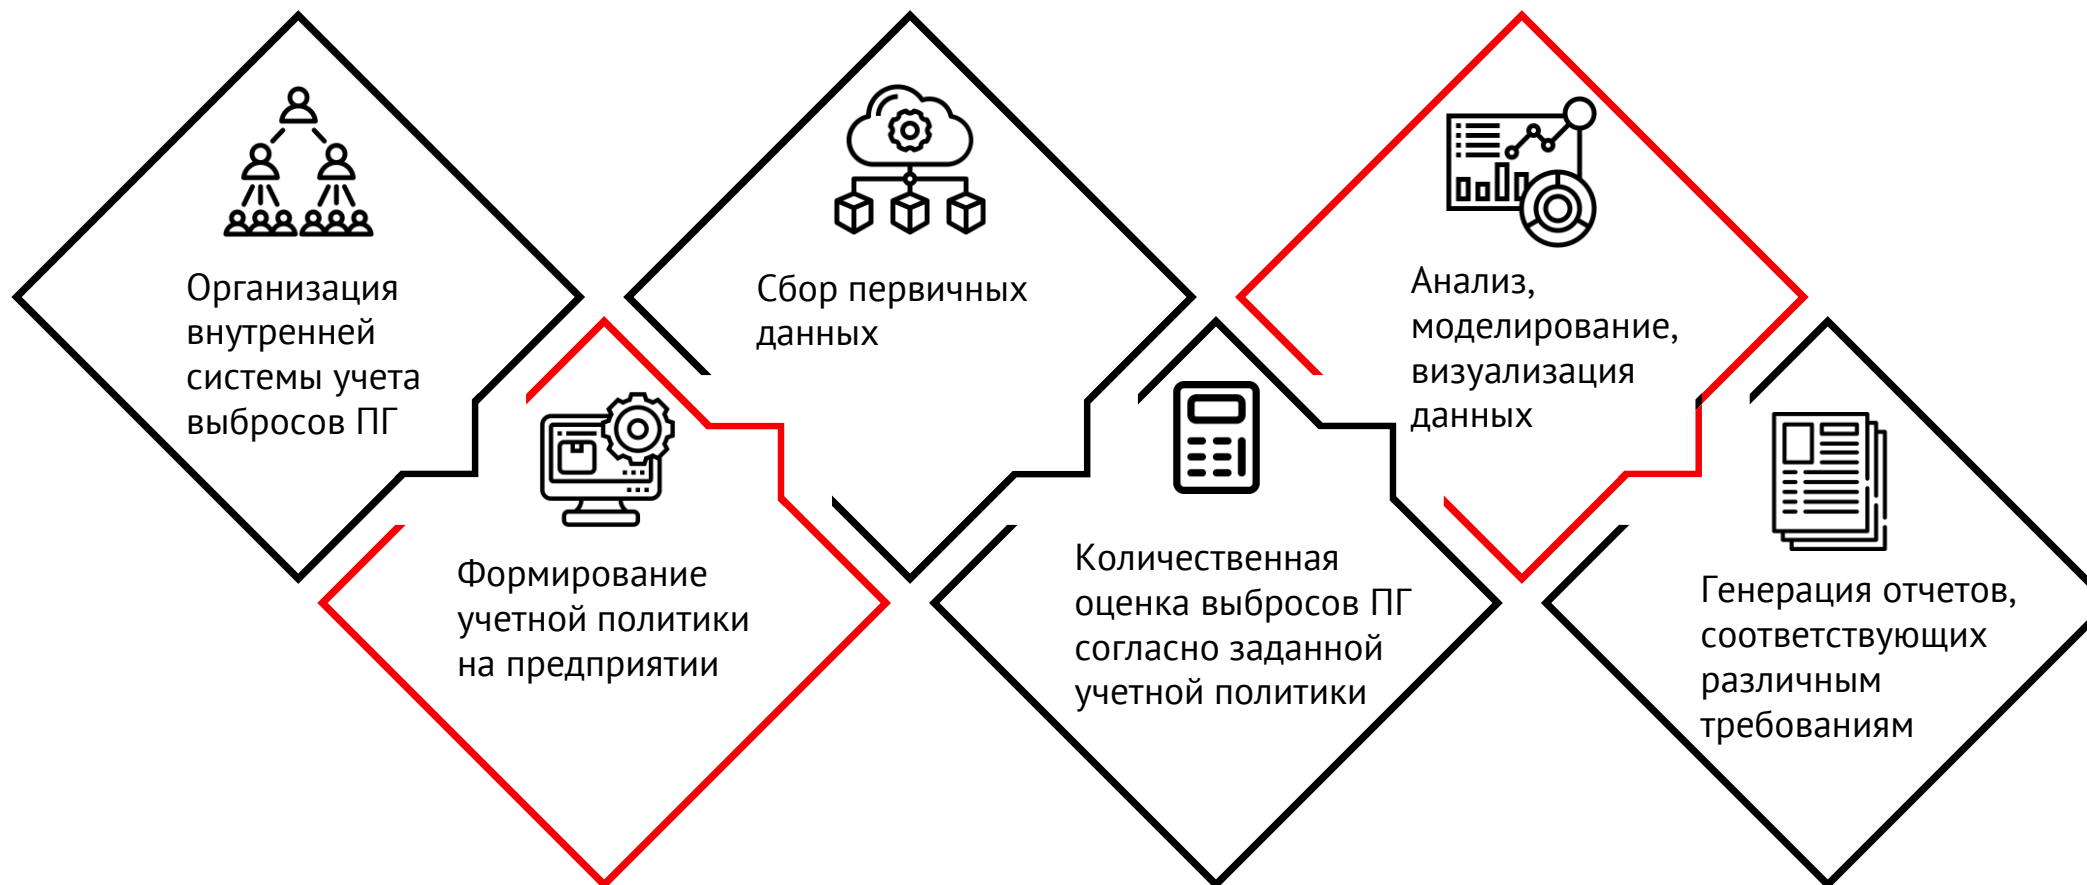 Организация
внутренней
системы учета
выбросов ПГ
Формирование
учетной политики
на предприятии
Сбор первичных
данных
Количественная
оценка выбросов ПГ
согласно заданной
учетной политики
Анализ,
моделирование,
визуализация
данных
Генерация отчетов,
соответствующих
различным
требованиям